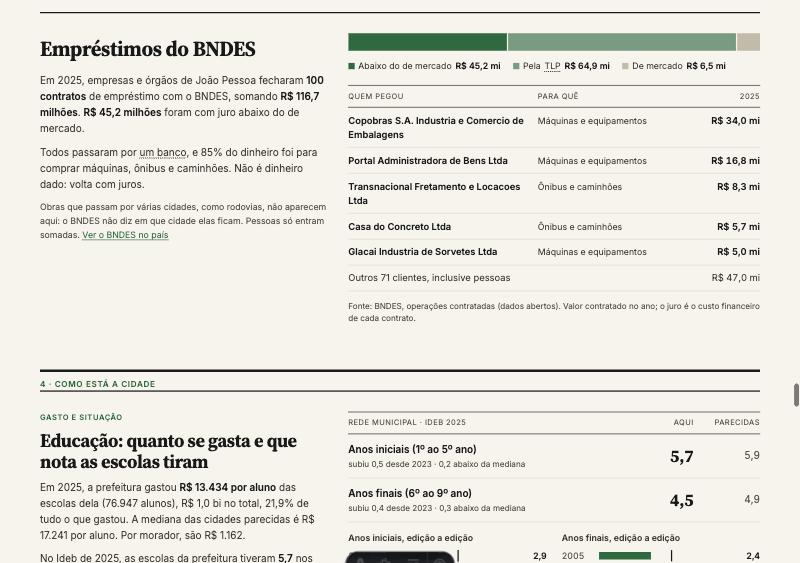 Empréstimos do BNDES
Em 2025, empresas e órgãos de João Pessoa fecharam 100
contratos de empréstimo com o BNDES, somando R$ 116,7
milhões. R$ 45,2 milhões foram com juro abaixo do de
mercado.
Todos passaram por um banco, e 85% do dinheiro foi para
comprar máquinas, ônibus e caminhões. Não é dinheiro
dado: volta com juros.
Obras que passam por várias cidades, como rodovias, não aparecem
aqui: o BNDES não diz em que cidade elas ficam. Pessoas só entram
somadas. Ver o BNDES no país
Abaixo do de mercado R$ 45,2 mi Pela TLP R$ 64,9 mi De mercado R$ 6,5 mi
QUEM PEGOU PARA QUÊ 2025
Copobras S.A. Industria e Comercio de
Embalagens Máquinas e equipamentos R$ 34,0 mi
Portal Administradora de Bens Ltda Máquinas e equipamentos R$ 16,8 mi
Transnacional Fretamento e Locacoes
Ltda Ônibus e caminhões R$ 8,3 mi
Casa do Concreto Ltda Ônibus e caminhões R$ 5,7 mi
Glacai Industria de Sorvetes Ltda Máquinas e equipamentos R$ 5,0 mi
Outros 71 clientes, inclusive pessoas R$ 47,0 mi
Fonte: BNDES, operações contratadas (dados abertos). Valor contratado no ano; o juro é o custo financeiro
de cada contrato.
4 · COMO ESTÁ A CIDADE
GASTO E SITUAÇÃO
Educação: quanto se gasta e que
nota as escolas tiram
Em 2025, a prefeitura gastou R$ 13.434 por aluno das
escolas dela (76.947 alunos), R$ 1,0 bi no total, 21,9% de
tudo o que gastou. A mediana das cidades parecidas é R$
17.241 por aluno. Por morador, são R$ 1.162.
No Ideb de 2025, as escolas da prefeitura tiveram 5,7 nos
REDE MUNICIPAL · IDEB 2025 AQUI PARECIDAS
Anos iniciais (1º ao 5º ano) 5,7 5,9
subiu 0,5 desde 2023 · 0,2 abaixo da mediana
Anos finais (6º ao 9º ano) 4,5 4,9
subiu 0,4 desde 2023 · 0,3 abaixo da mediana
Anos iniciais, edição a edição Anos finais, edição a edição
2,9 2005 2,4